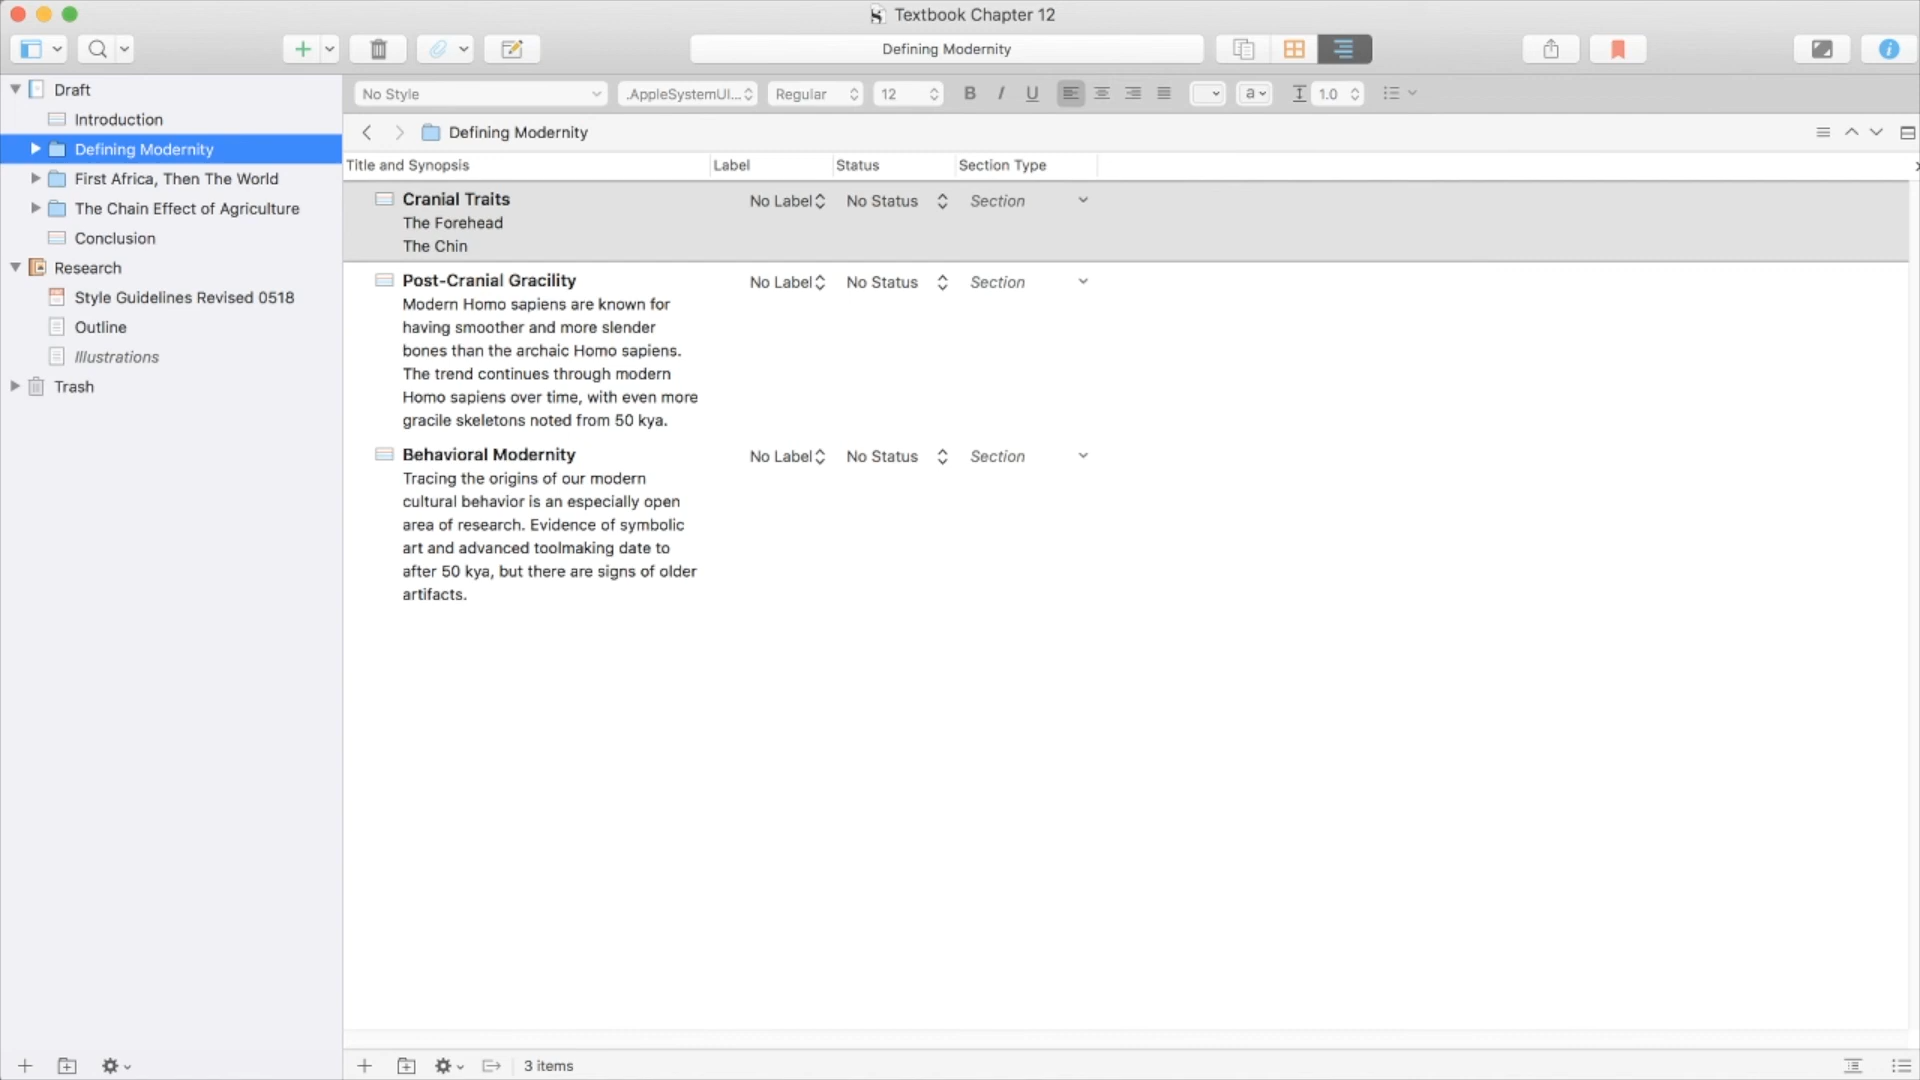 Textbook Chapter 12
Defining Modernity
No Style
.AppleSystemUI...
Regular
12
B I U
a
1.0
Draft
Introduction
Defining Modernity
First Africa, Then The World
The Chain Effect of Agriculture
Conclusion
Research
Style Guidelines Revised 0518
Outline
Illustrations
Trash
Defining Modernity
Title and Synopsis Label Status Section Type
Cranial Traits No Label No Status Section
The Forehead
The Chin
Post-Cranial Gracility No Label No Status Section
Modern Homo sapiens are known for
having smoother and more slender
bones than the archaic Homo sapiens.
The trend continues through modern
Homo sapiens over time, with even more
gracile skeletons noted from 50 kya.
Behavioral Modernity No Label No Status Section
Tracing the origins of our modern
cultural behavior is an especially open
area of research. Evidence of symbolic
art and advanced toolmaking date to
after 50 kya, but there are signs of older
artifacts.
3 items